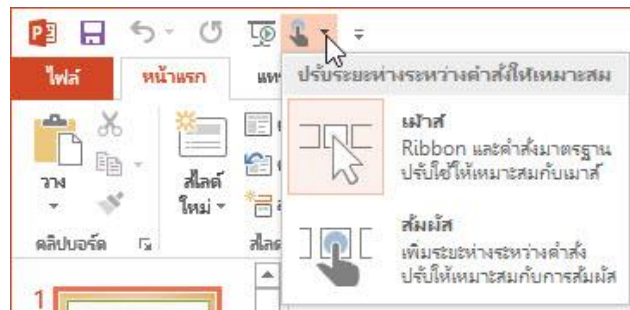 ไฟล์
หน้าแรก
แทร
ปรับระยะห่างระหว่างคำสั่งให้เหมาะสม
วาง
สไลด์
ใหม่
คลิปบอร์ด
สไลด
เม้าส์
Ribbon และคำสั่งมาตรฐาน
ปรับใช้ให้เหมาะสมกับเมาส์
สัมผัส
เพิ่มระยะห่างระหว่างคำสั่ง
ปรับให้เหมาะสมกับการสัมผัส
1